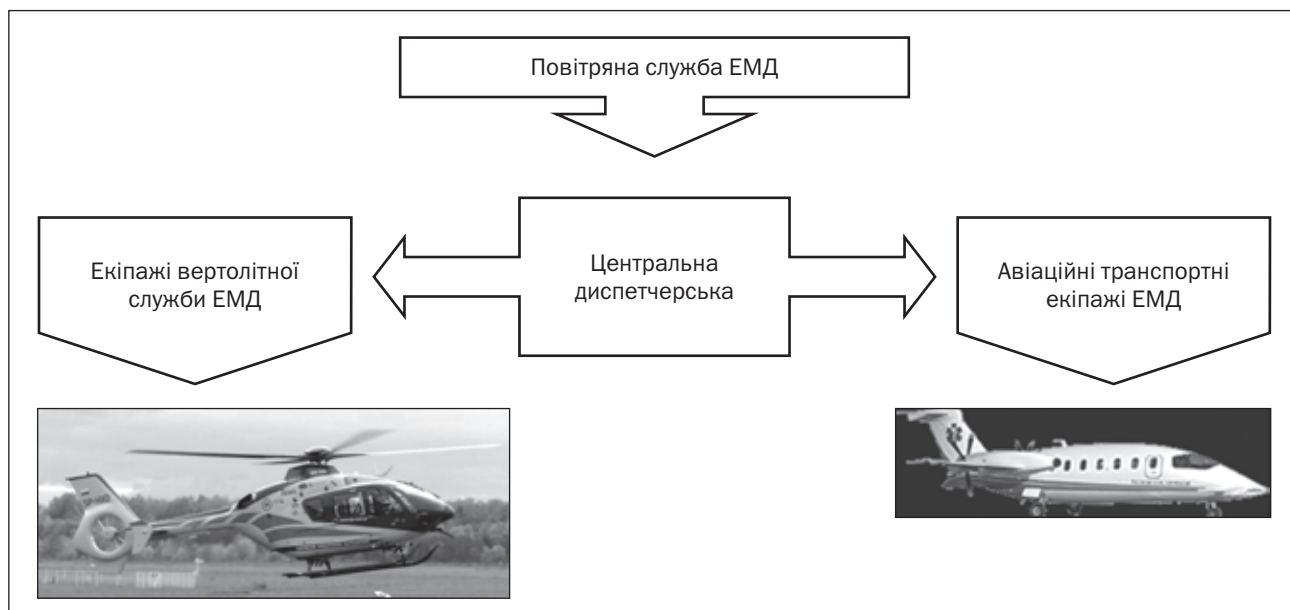 Повітряна служба ЕМД
Екіпажі вертолітної
служби ЕМД
Центральна
диспетчерська
Авіаційні транспортні
екіпажі ЕМД